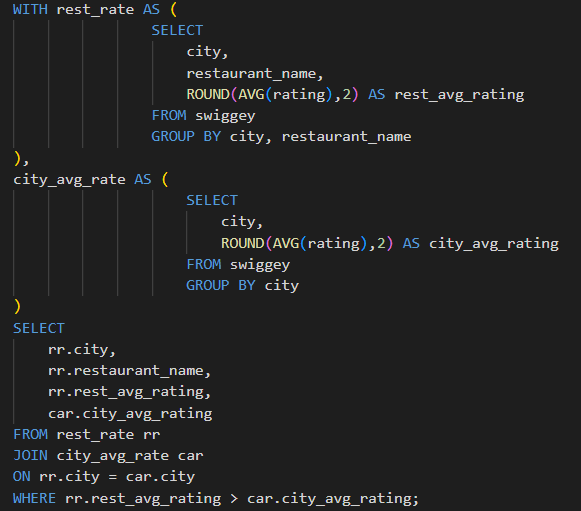 WITH rest_rate AS (
SELECT
city,
restaurant_name,
ROUND(AVG(rating),2) AS rest_avg_rating
FROM swiggey
GROUP BY city, restaurant_name
),
city_avg_rate AS (
SELECT
city,
ROUND(AVG(rating),2) AS city_avg_rating
FROM swiggey
GROUP BY city
)
SELECT
rr.city,
rr.restaurant_name,
rr.rest_avg_rating,
car.city_avg_rating
FROM rest_rate rr
JOIN city_avg_rate car
ON rr.city = car.city
WHERE rr.rest_avg_rating > car.city_avg_rating;